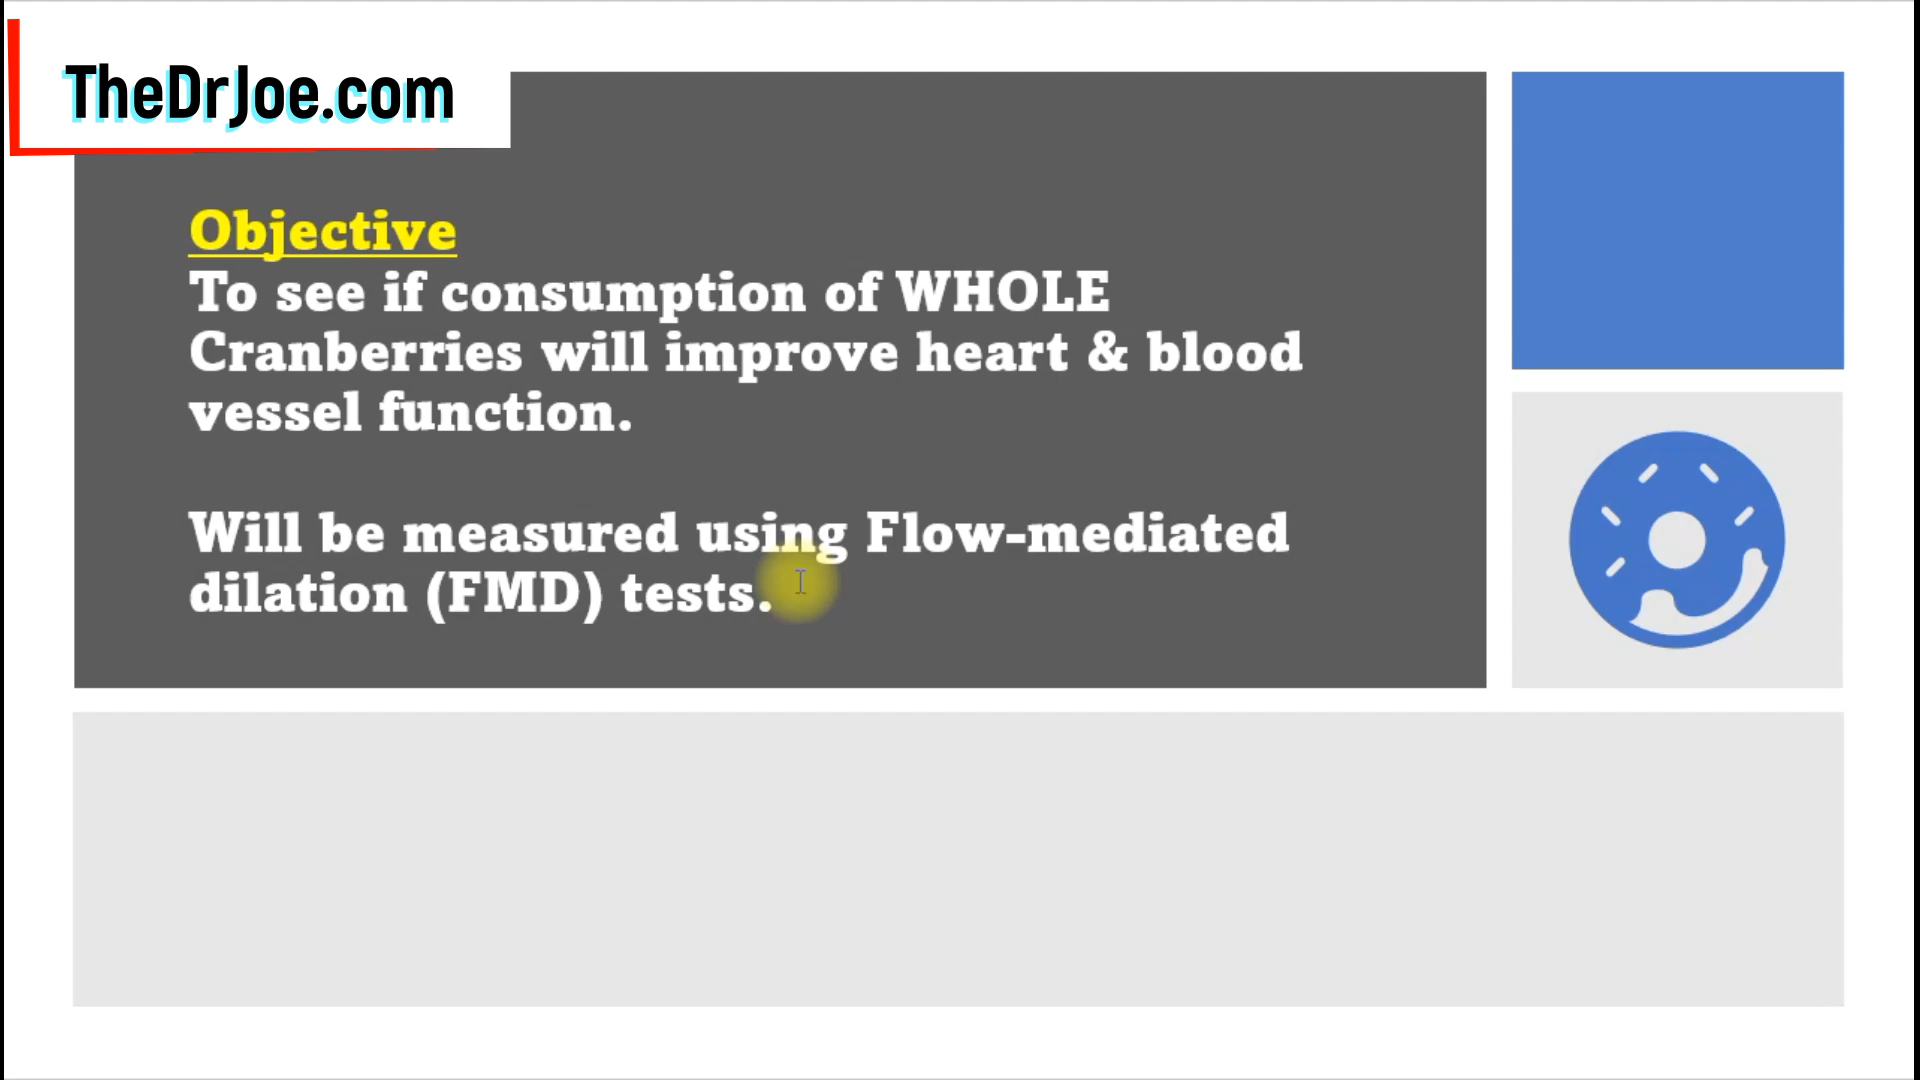 TheDrJoe.com
Objective
To see if consumption of WHOLE
Cranberries will improve heart & blood
vessel function.
Will be measured using Flow-mediated
dilation (FMD) tests.